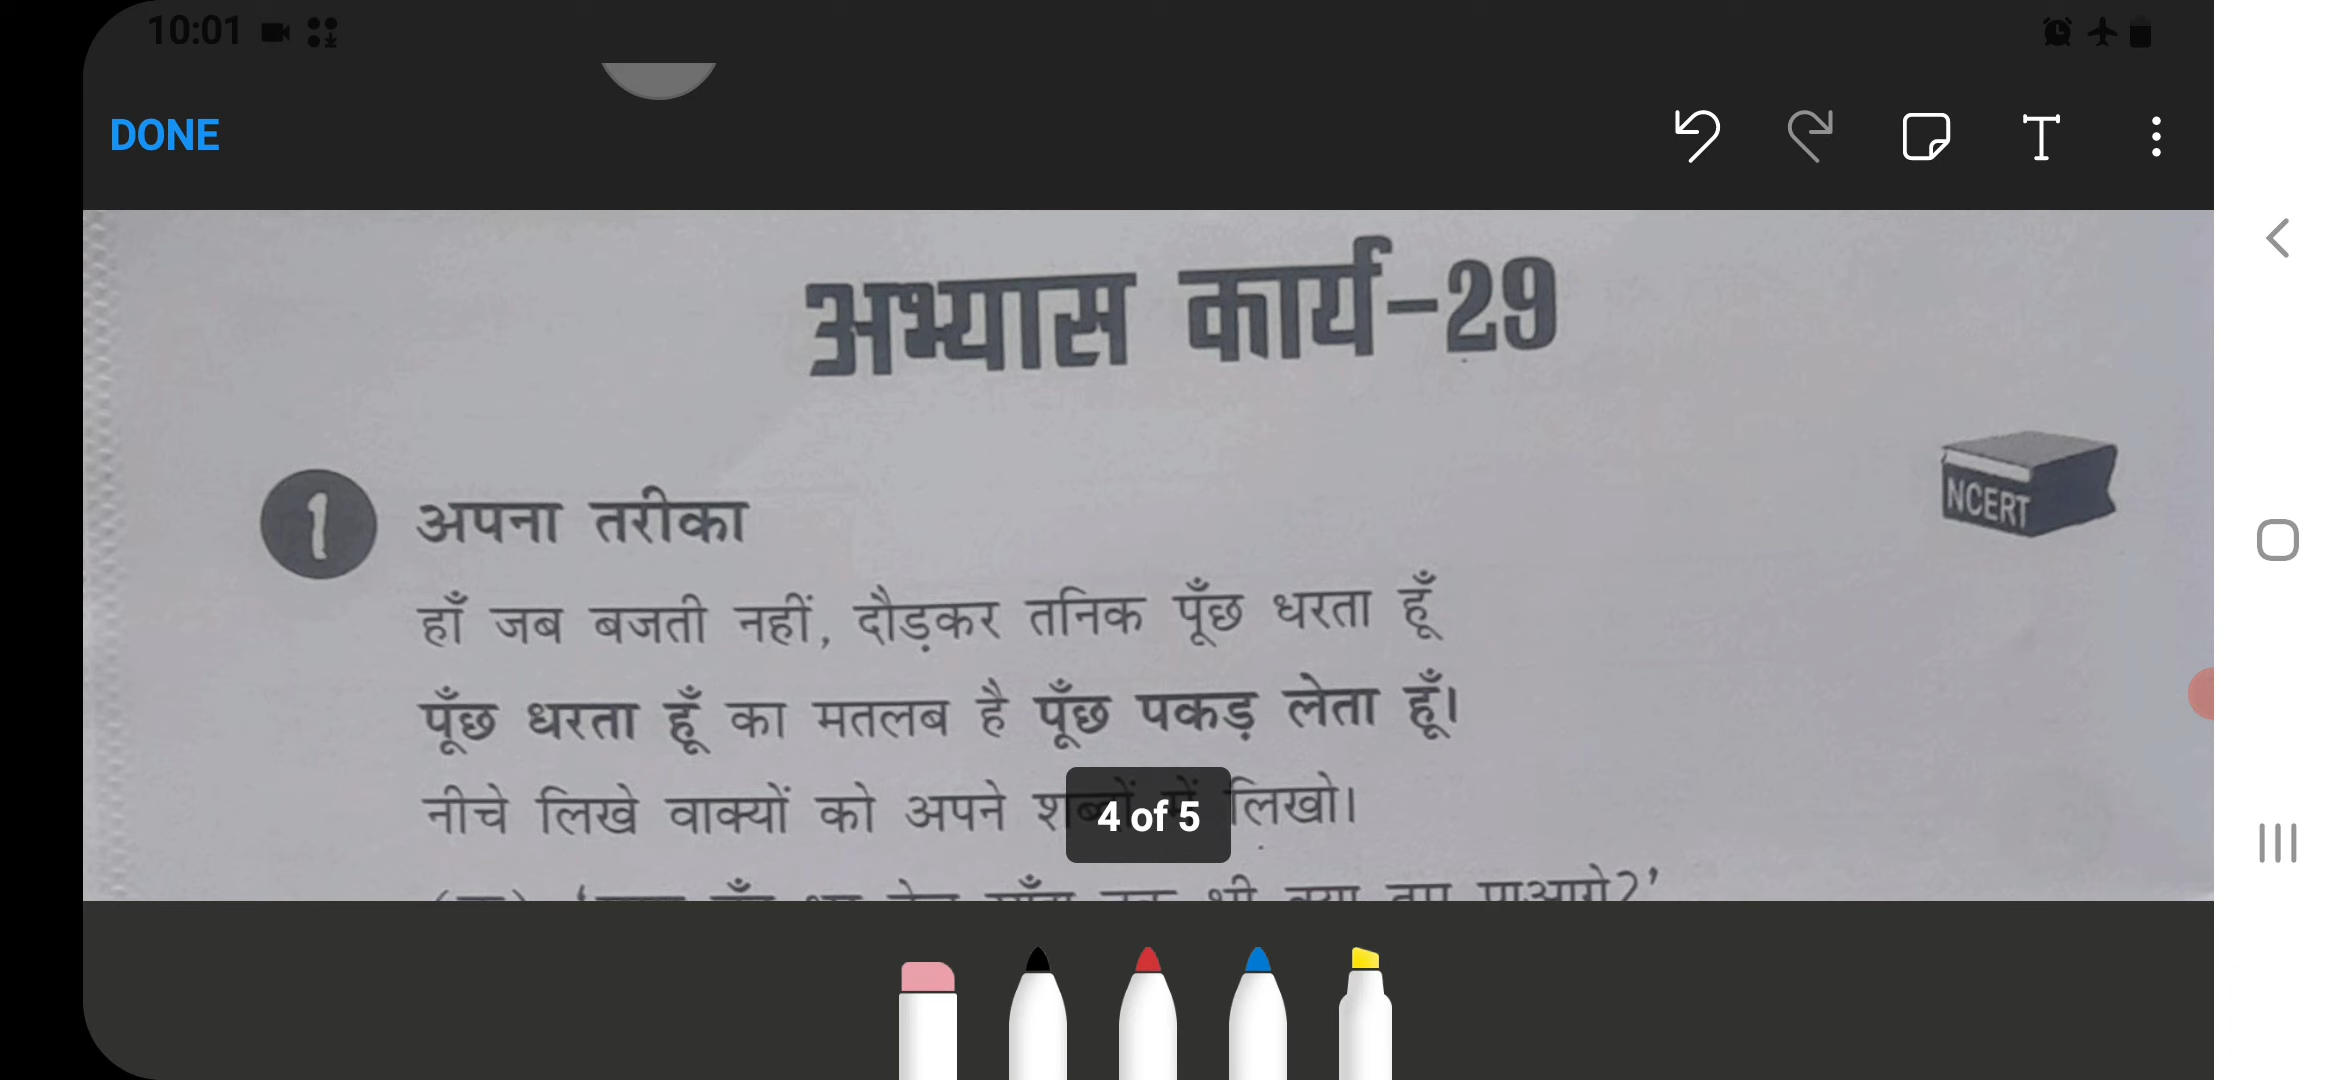 10:01
DONE
अभ्यास कार्य-29
1 अपना तरीका
NCERT
हाँ जब बजती नहीं, दौड़कर तनिक पूँछ धरता हूँ
पूँछ धरता हूँ का मतलब है पूँछ पकड़ लेता हूँ।
नीचे लिखे वाक्यों को अपने शब्दों में लिखो।
4 of 5